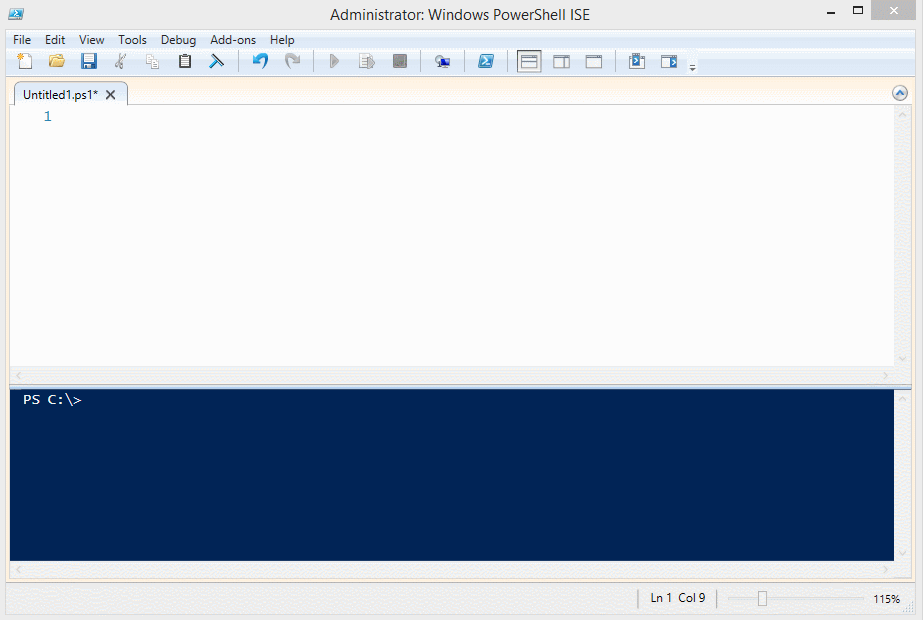 Administrator: Windows PowerShell ISE
File Edit View Tools Debug Add-ons Help
Untitled1.ps1*
1
PS C:\>
Ln 1 Col 9
115%